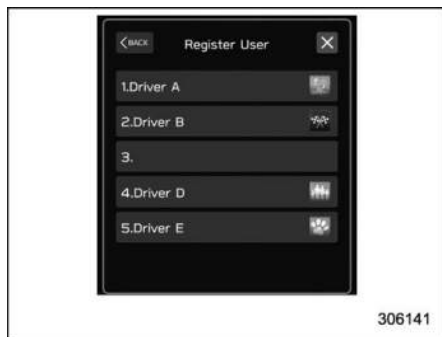 BACK Register User
1.Driver A
2.Driver B
3.
4.Driver D
5.Driver E
306141